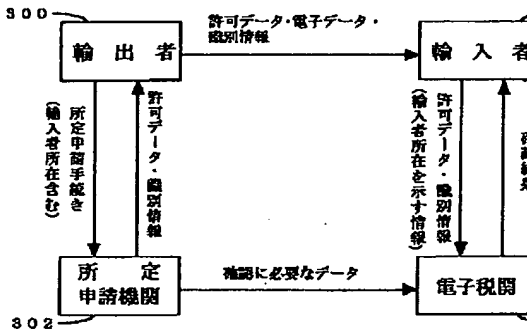 300
輸出者
許可データ・電子データ・
識別情報
輸入者
所定申請手続き
(輸入者所在含む)
許可データ・識別情報
許可データ・識別情報
(輸入者所在を示す情報)
所定
申請機関
確認に必要なデータ
電子税関
302